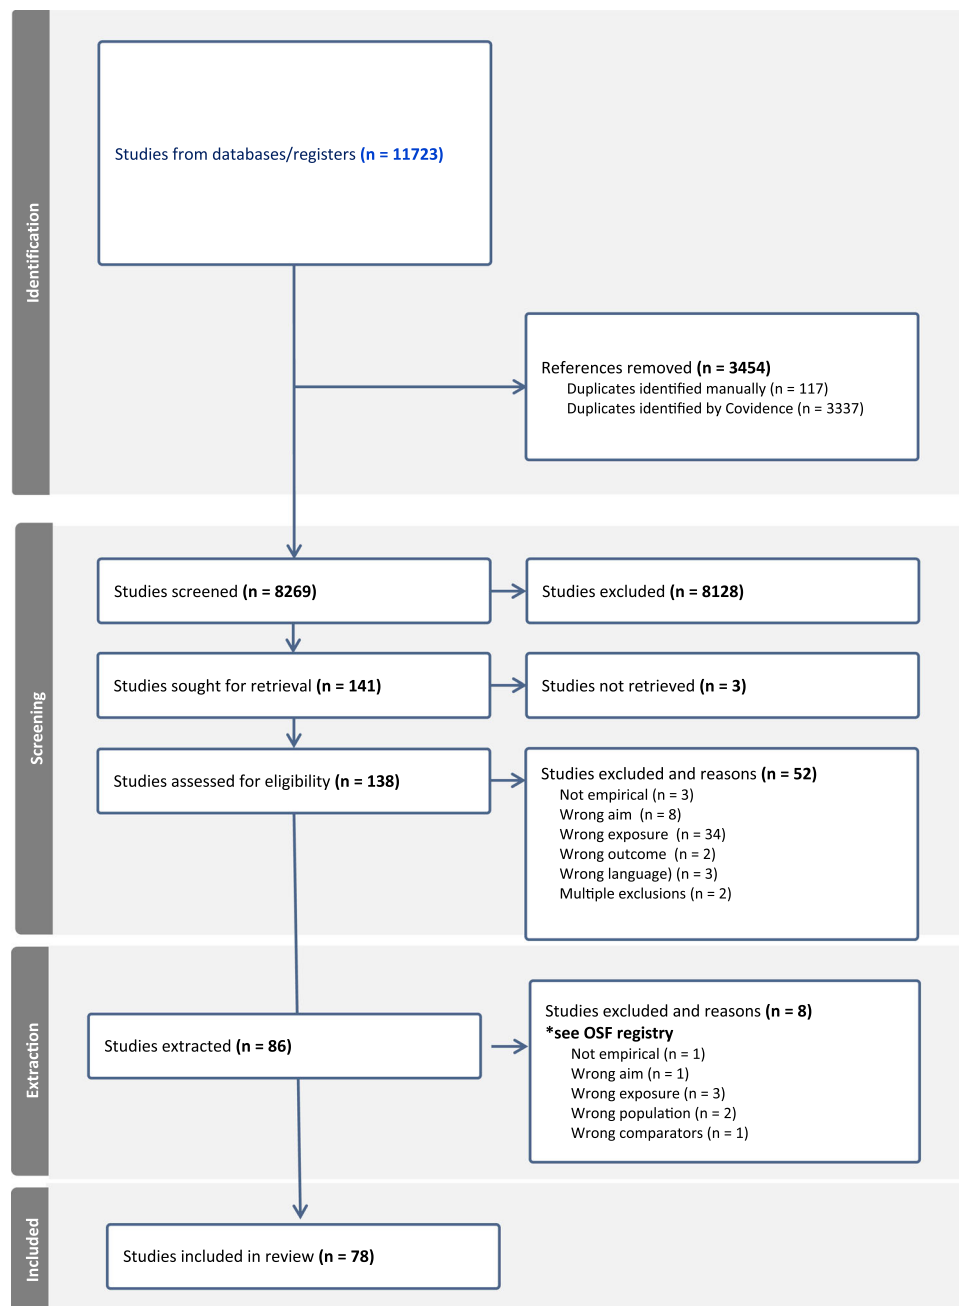 Identification
Studies from databases/registers (n = 11723)
References removed (n = 3454)
Duplicates identified manually (n = 117)
Duplicates identified by Covidence (n = 3337)
Screening
Studies screened (n = 8269)
Studies excluded (n = 8128)
Studies sought for retrieval (n = 141)
Studies not retrieved (n = 3)
Studies assessed for eligibility (n = 138)
Studies excluded and reasons (n = 52)
Not empirical (n = 3)
Wrong aim (n = 8)
Wrong exposure (n = 34)
Wrong outcome (n = 2)
Wrong language) (n = 3)
Multiple exclusions (n = 2)
Extraction
Studies extracted (n = 86)
Studies excluded and reasons (n = 8)
*see OSF registry
Not empirical (n = 1)
Wrong aim (n = 1)
Wrong exposure (n = 3)
Wrong population (n = 2)
Wrong comparators (n = 1)
Included
Studies included in review (n = 78)